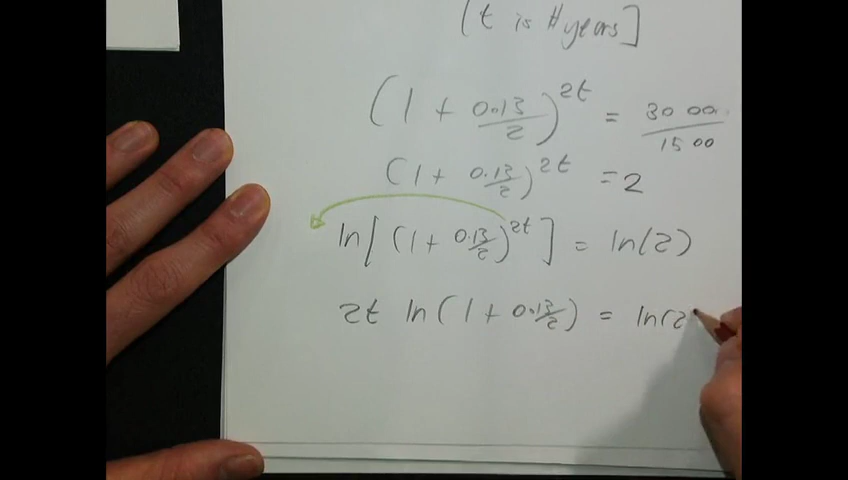 [t is # years]
(1 + 0.13/2)^2t = 3000/1500
(1 + 0.13/2)^2t = 2
ln[(1 + 0.13/2)^2t] = ln(2)
2t ln(1 + 0.13/2) = ln(2